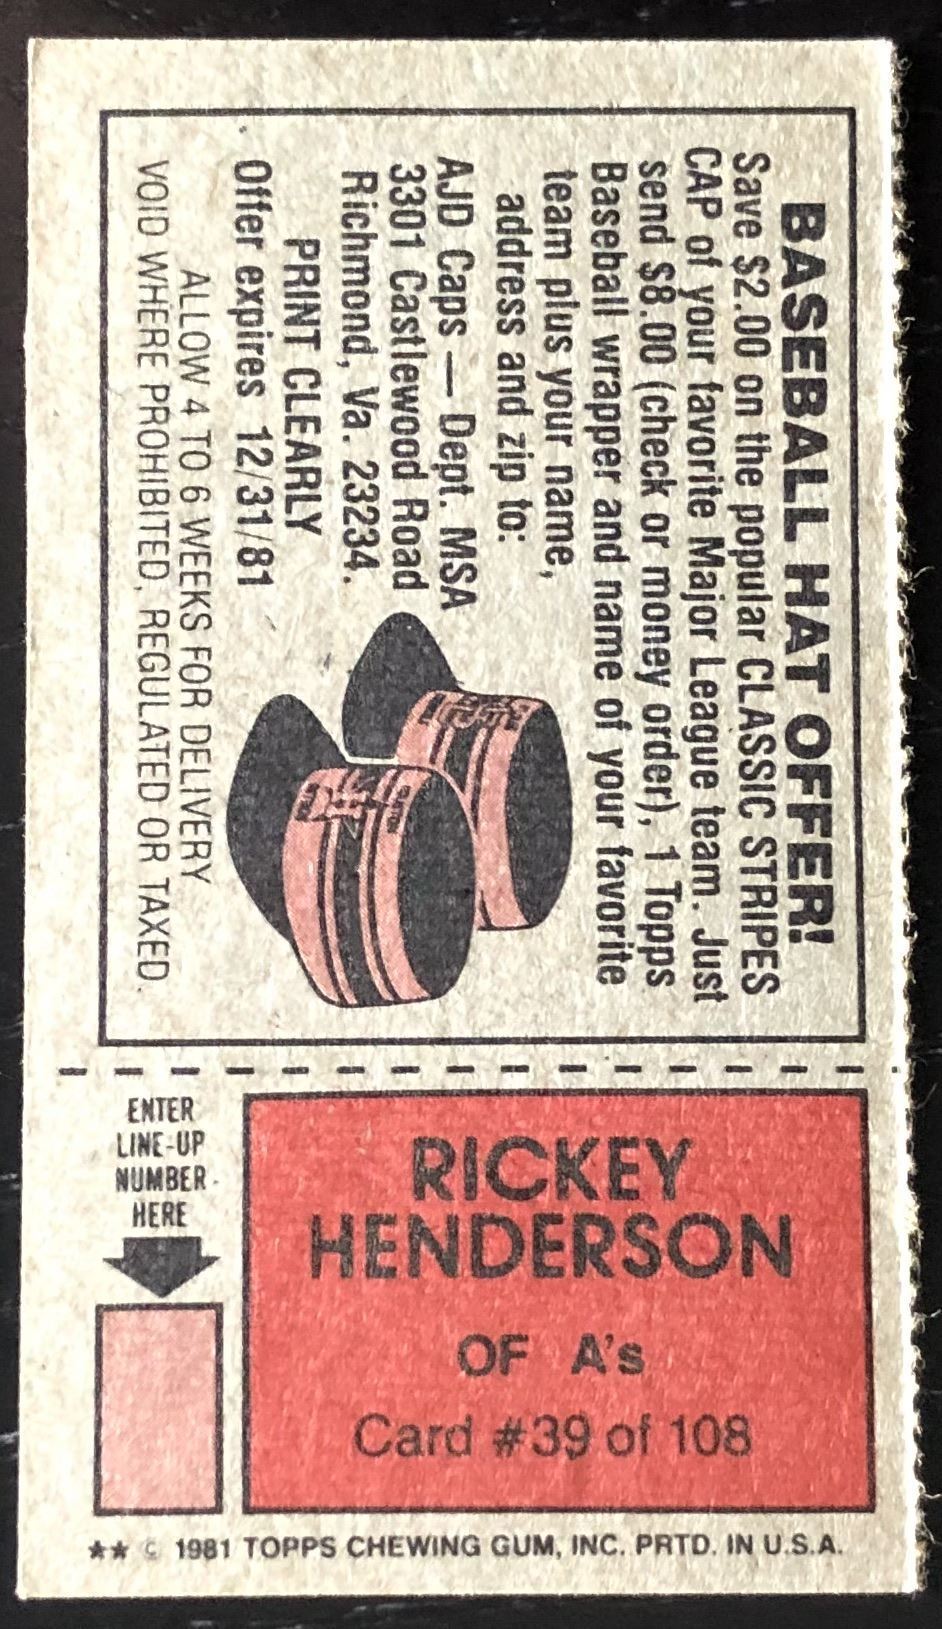 BASEBALL HAT OFFER!
Save $2.00 on the popular CLASSIC STRIPES
CAP of your favorite Major League team. Just
send $8.00 (check or money order), 1 Topps
Baseball wrapper and name of your favorite
team plus your name,
address and zip to:
AJD Caps — Dept. MSA
3301 Castlewood Road
Richmond, Va. 23234.
PRINT CLEARLY
Offer expires 12/31/81
ALLOW 4 TO 6 WEEKS FOR DELIVERY
VOID WHERE PROHIBITED, REGULATED OR TAXED.
ENTER
LINE-UP
NUMBER
HERE
RICKEY
HENDERSON
OF A's
Card #39 of 108
★★ © 1981 TOPPS CHEWING GUM, INC. PRTD. IN U.S.A.